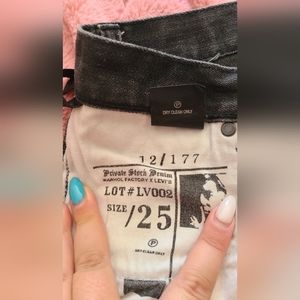 P
DRY CLEAN ONLY
12/177
Private Stock Denim
WARHOL FACTORY X LEVI'S
LOT # LV002
SIZE /25
P
DRY CLEAN ONLY